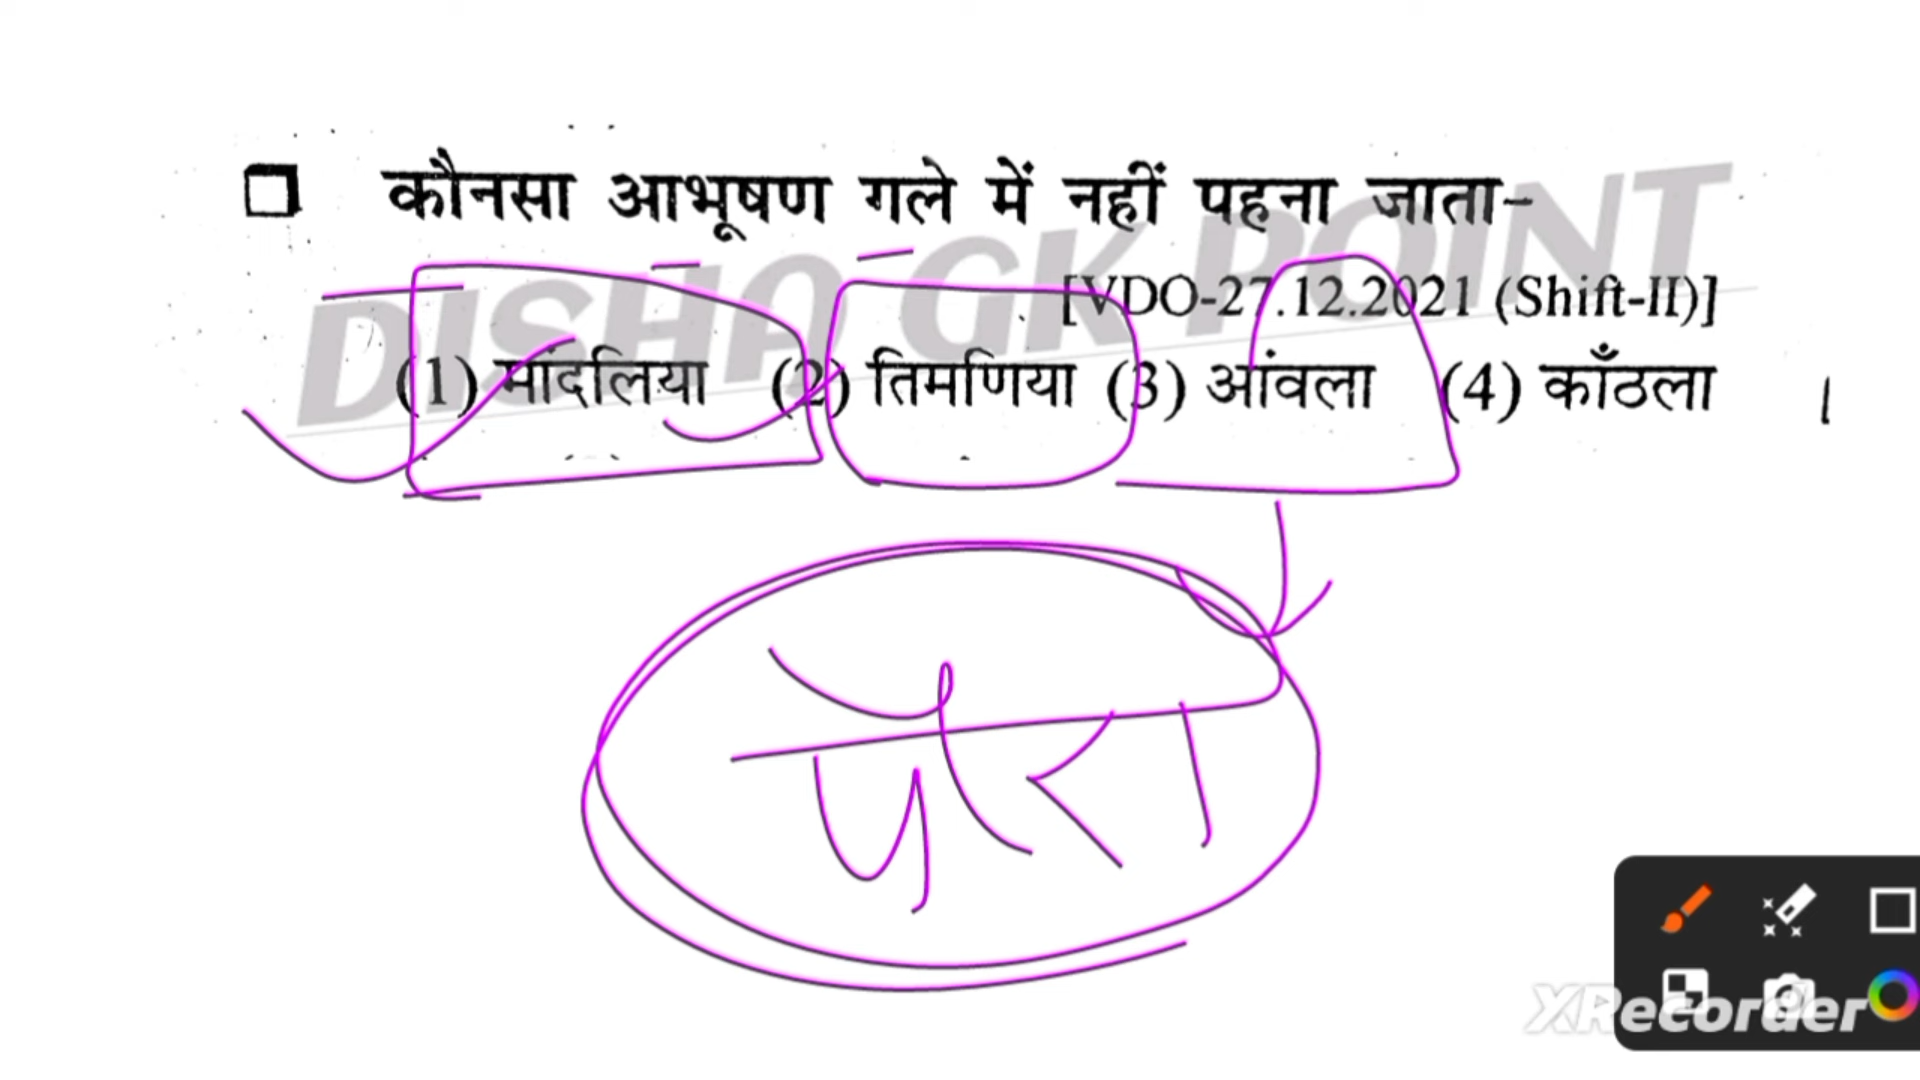 कौनसा आभूषण गले में नहीं पहना जाता-
[VDO-27.12.2021 (Shift-II)]
(1) मांदलिया (2) तिमणिया (3) आंवला (4) काँठला
DISHA GK POINT
पैरा
XRecorder